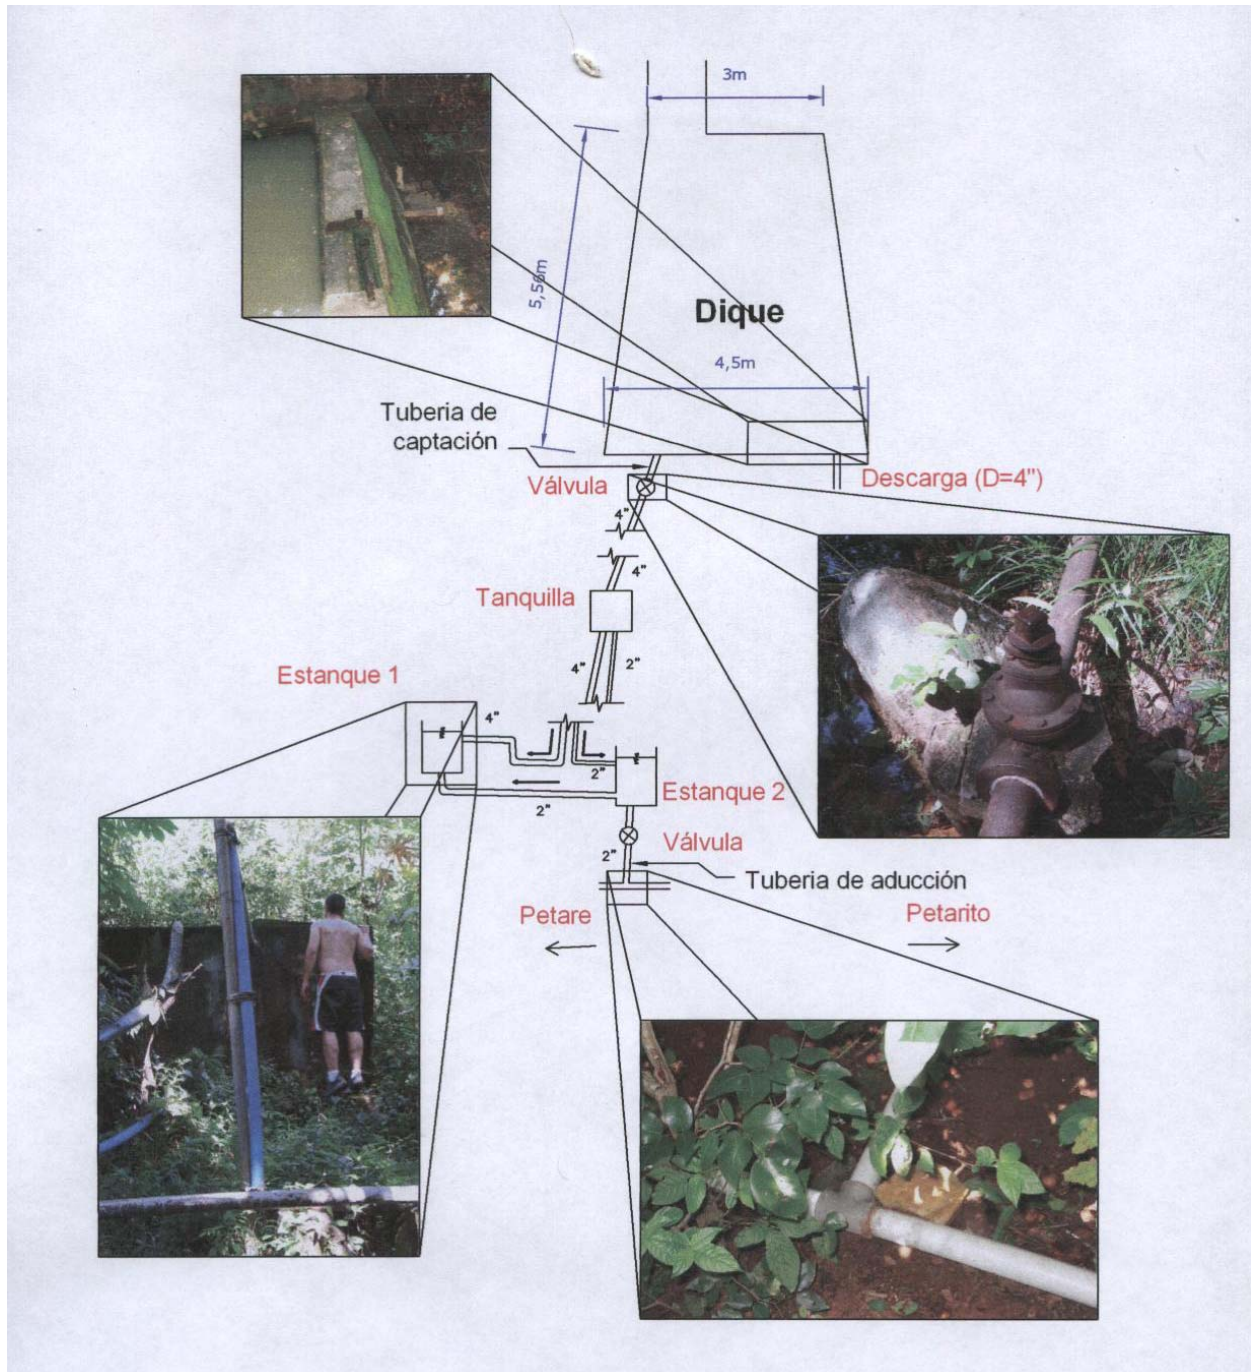 3m
5,56m
Dique
4,5m
Tuberia de
captación
Válvula
Descarga (D=4")
4"
4"
Tanquilla
4"
2"
Estanque 1
4"
2"
Estanque 2
2"
Válvula
2"
Tuberia de aducción
Petare
Petarito